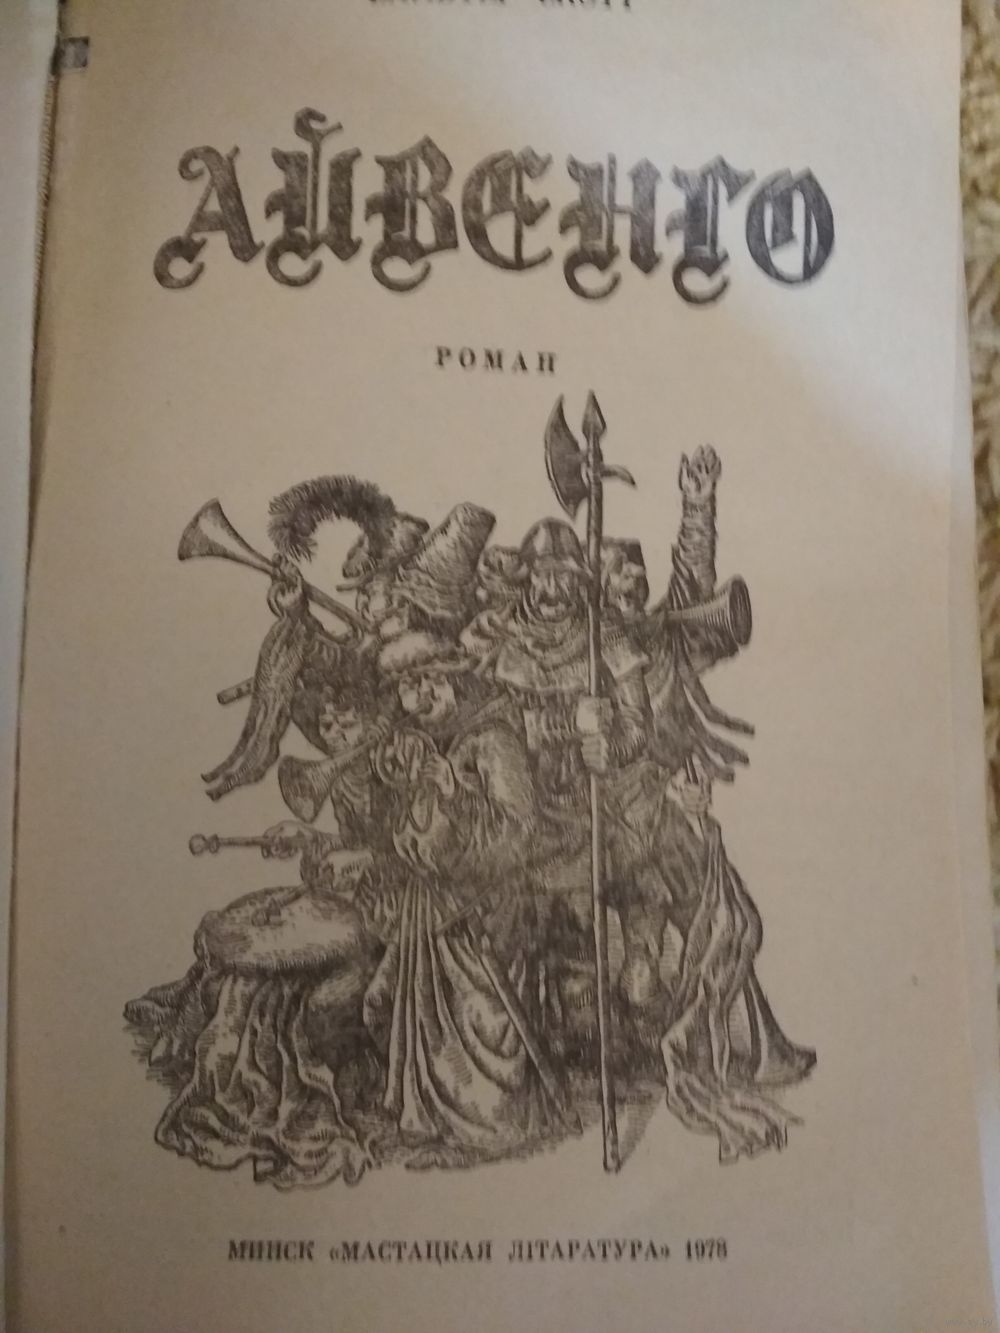 АЙВЕНГО
РОМАН
МИНСК «МАСТАЦКАЯ ЛІТАРАТУРА» 1978